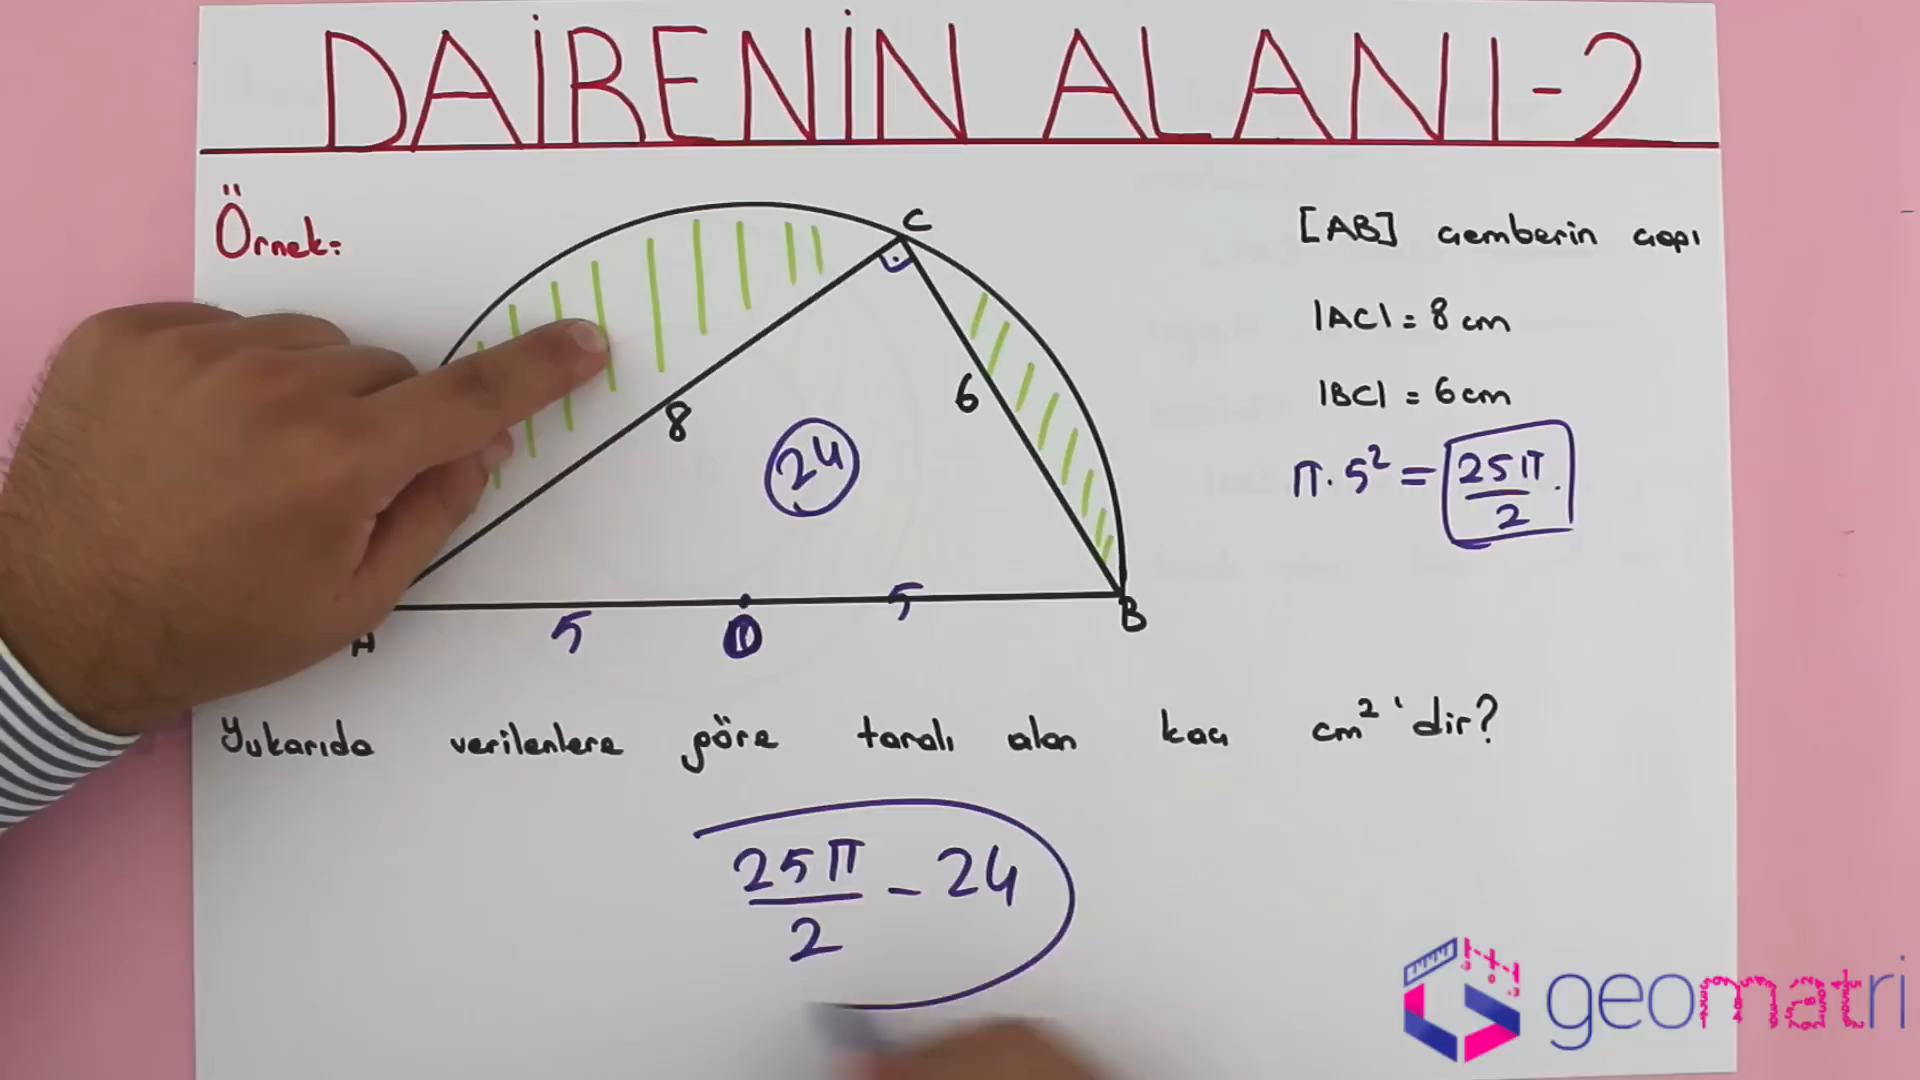 DAİRENİN ALANI-2
Örnek:
C
[AB] çemberin çapı
|AC| = 8 cm
|BC| = 6 cm
8
6
24
π . 5² = 25π/2 .
5
5
A
O
B
Yukarıda verilenlere göre taralı alan kaç cm² 'dir?
25π/2 - 24
geomatri